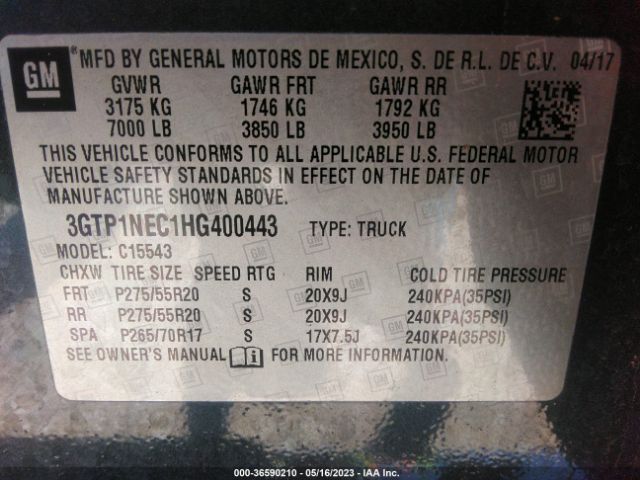 GM MFD BY GENERAL MOTORS DE MEXICO, S. DE R.L. DE C.V. 04/17
GVWR GAWR FRT GAWR RR
3175 KG 1746 KG 1792 KG
7000 LB 3850 LB 3950 LB
THIS VEHICLE CONFORMS TO ALL APPLICABLE U.S. FEDERAL MOTOR
VEHICLE SAFETY STANDARDS IN EFFECT ON THE DATE OF
MANUFACTURE SHOWN ABOVE.
3GTP1NEC1HG400443 TYPE: TRUCK
MODEL: C15543
CHXW TIRE SIZE SPEED RTG RIM COLD TIRE PRESSURE
FRT P275/55R20 S 20X9J 240KPA(35PSI)
RR P275/55R20 S 20X9J 240KPA(35PSI)
SPA P265/70R17 S 17X7.5J 240KPA(35PSI)
SEE OWNER'S MANUAL FOR MORE INFORMATION.
000-36590210 - 05/16/2023 - IAA Inc.